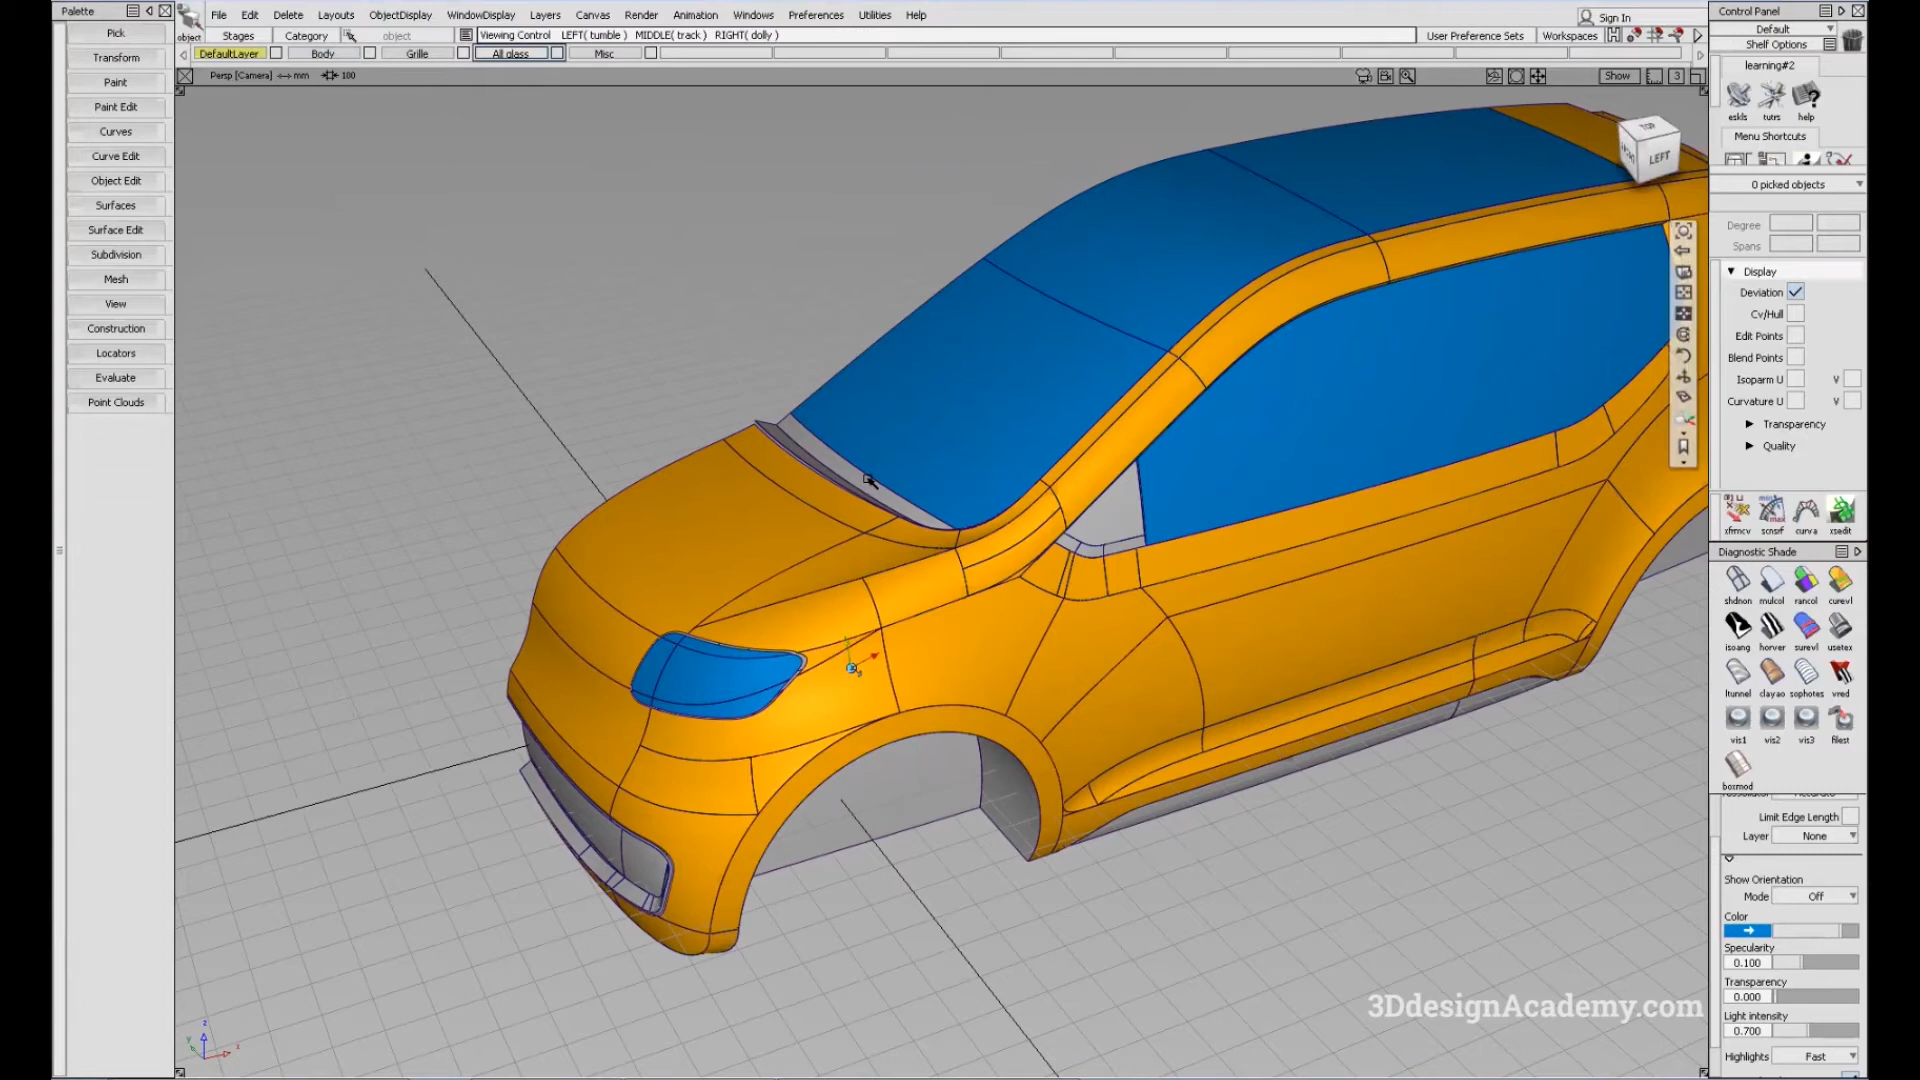 Palette
File Edit Delete Layouts ObjectDisplay WindowDisplay Layers Canvas Render Animation Windows Preferences Utilities Help
Sign In
Control Panel
object Stages Category object
Viewing Control LEFT( tumble ) MIDDLE( track ) RIGHT( dolly )
User Preference Sets Workspaces
Default
Shelf Options
DefaultLayer Body Grille All glass Misc
learning#2
Persp [Camera] <-> mm 100
Show
3
Pick
Transform
Paint
Paint Edit
Curves
Curve Edit
Object Edit
Surfaces
Surface Edit
Subdivision
Mesh
View
Construction
Locators
Evaluate
Point Clouds
TOP
LEFT
eskls tutrs help
Menu Shortcuts
0 picked objects
Degree
Spans
Display
Deviation
Cv/Hull
Edit Points
Blend Points
Isoparm U V
Curvature U V
Transparency
Quality
xfrmcv scnsrf curva xsedit
Diagnostic Shade
shdnon mulcol rancol curevl
isoang horver surevl usetex
ltunnel clayao sophotes vred
vis1 vis2 vis3 filest
boxmod
Limit Edge Length
Layer None
Show Orientation
Mode Off
Color
Specularity
0.100
Transparency
0.000
Light intensity
0.700
Highlights Fast
3DdesignAcademy.com
z
y
x